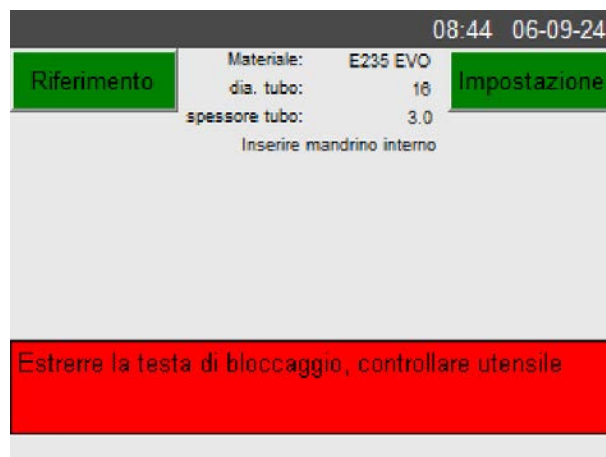 08:44 06-09-24
Riferimento
Materiale: E235 EVO
dia. tubo: 16
spessore tubo: 3.0
Inserire mandrino interno
Impostazione
Estrerre la testa di bloccaggio, controllare utensile